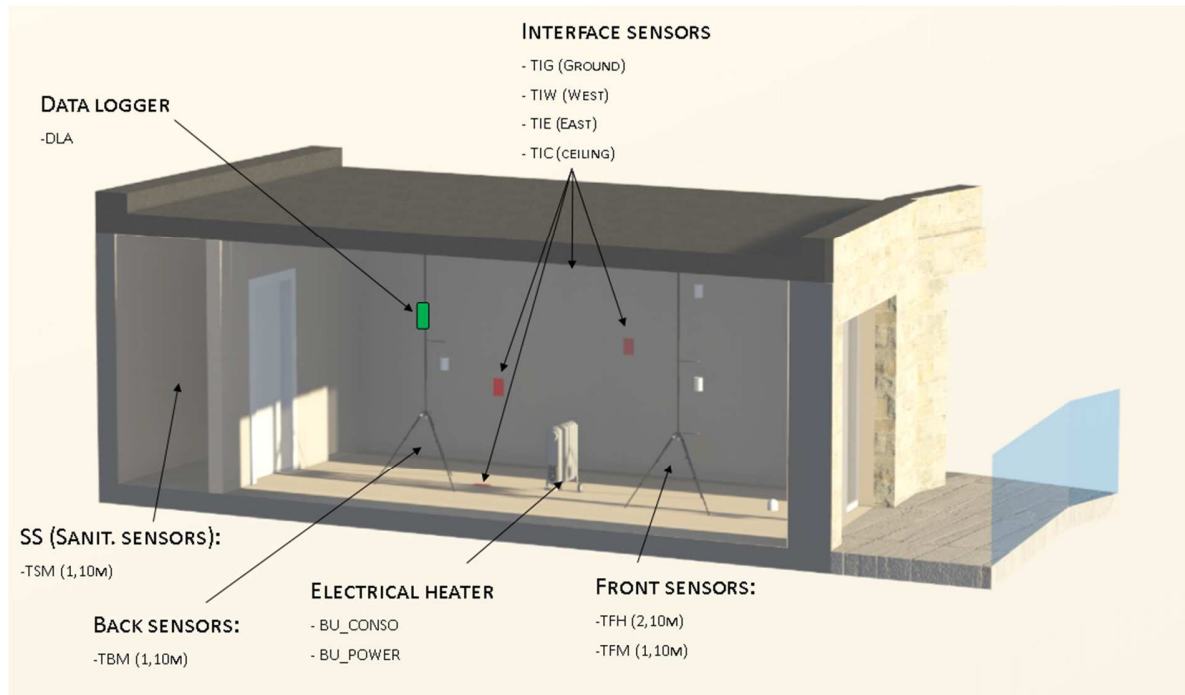 INTERFACE SENSORS
- TIG (GROUND)
- TIW (WEST)
- TIE (EAST)
- TIC (CEILING)
DATA LOGGER
-DLA
SS (SANIT. SENSORS):
-TSM (1,10M)
BACK SENSORS:
-TBM (1,10M)
ELECTRICAL HEATER
- BU_CONSO
- BU_POWER
FRONT SENSORS:
-TFH (2,10M)
-TFM (1,10M)